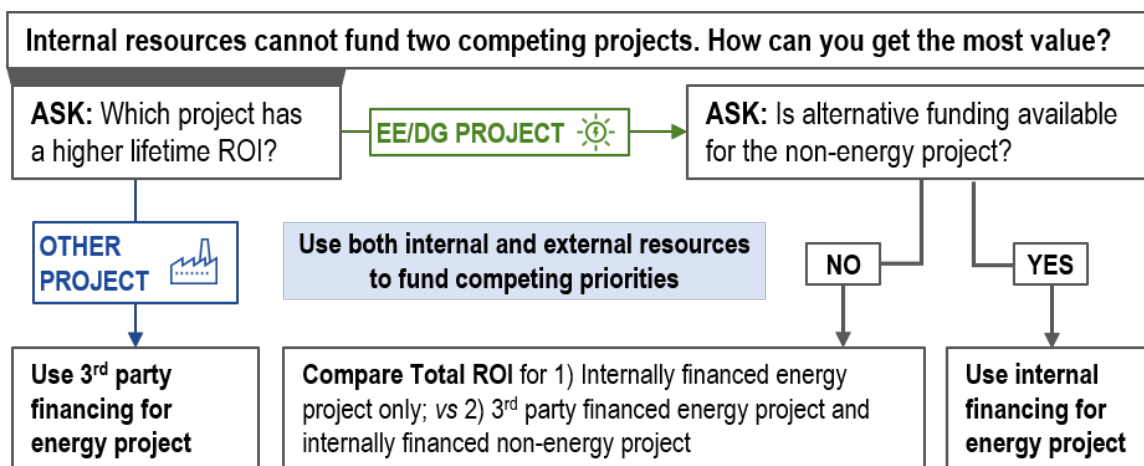 Internal resources cannot fund two competing projects. How can you get the most value?
ASK: Which project has
a higher lifetime ROI?
EE/DG PROJECT
ASK: Is alternative funding available
for the non-energy project?
OTHER
PROJECT
Use both internal and external resources
to fund competing priorities
NO
YES
Use 3rd party
financing for
energy project
Compare Total ROI for 1) Internally financed energy
project only; vs 2) 3rd party financed energy project and
internally financed non-energy project
Use internal
financing for
energy project